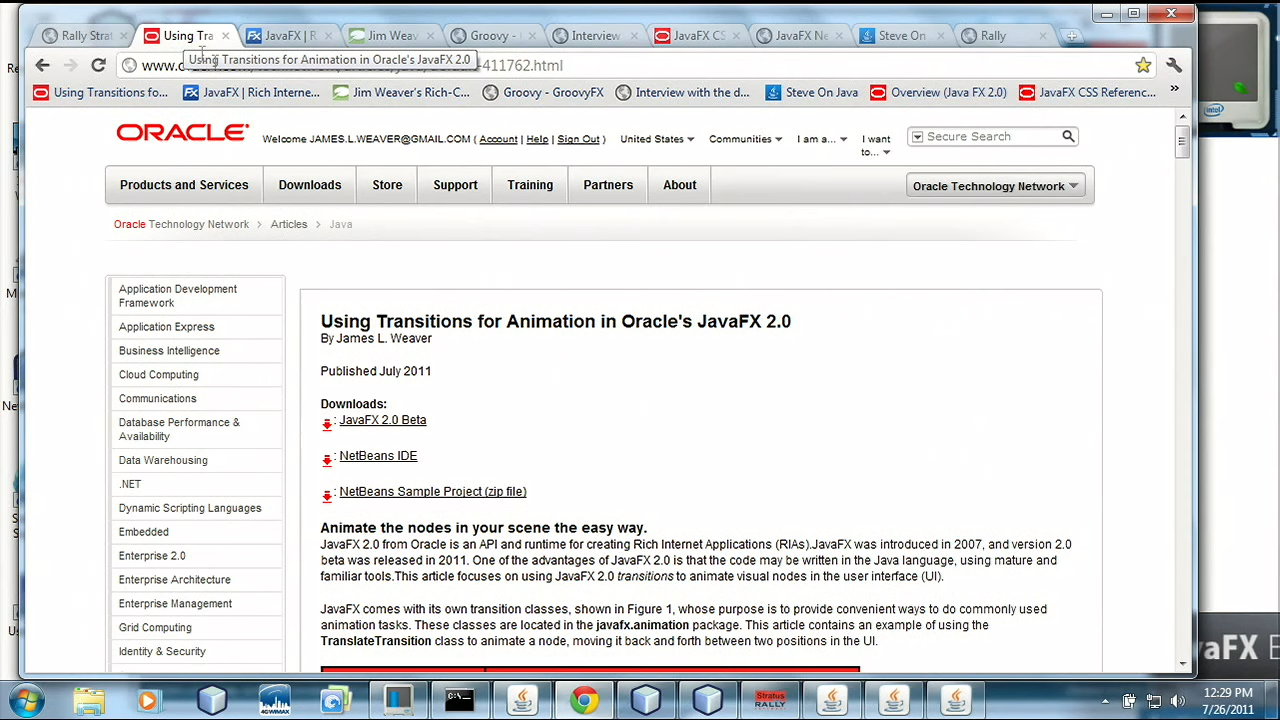 Rally Strat
Using Tra
JavaFX | R
Jim Weav
Groovy -
Interview
JavaFX CS
JavaFX Ne
Steve On
Rally
Using Transitions for Animation in Oracle's JavaFX 2.0
411762.html
Using Transitions fo...
JavaFX | Rich Interne...
Jim Weaver's Rich-C...
Groovy - GroovyFX
Interview with the d...
Steve On Java
Overview (Java FX 2.0)
JavaFX CSS Referenc...
ORACLE
Welcome JAMES.L.WEAVER@GMAIL.COM ( Account | Help | Sign Out )
United States
Communities
I am a...
I want to...
Secure Search
Products and Services
Downloads
Store
Support
Training
Partners
About
Oracle Technology Network
Oracle Technology Network > Articles > Java
Application Development
Framework
Application Express
Business Intelligence
Cloud Computing
Communications
Database Performance &
Availability
Data Warehousing
.NET
Dynamic Scripting Languages
Embedded
Enterprise 2.0
Enterprise Architecture
Enterprise Management
Grid Computing
Identity & Security
Using Transitions for Animation in Oracle's JavaFX 2.0
By James L. Weaver
Published July 2011
Downloads:
: JavaFX 2.0 Beta
: NetBeans IDE
: NetBeans Sample Project (zip file)
Animate the nodes in your scene the easy way.
JavaFX 2.0 from Oracle is an API and runtime for creating Rich Internet Applications (RIAs).JavaFX was introduced in 2007, and version 2.0
beta was released in 2011. One of the advantages of JavaFX 2.0 is that the code may be written in the Java language, using mature and
familiar tools.This article focuses on using JavaFX 2.0 transitions to animate visual nodes in the user interface (UI).
JavaFX comes with its own transition classes, shown in Figure 1, whose purpose is to provide convenient ways to do commonly used
animation tasks. These classes are located in the javafx.animation package. This article contains an example of using the
TranslateTransition class to animate a node, moving it back and forth between two positions in the UI.
intel
avaFX E
4GWIMAX
C:\
Stratus
RALLY
12:29 PM
7/26/2011